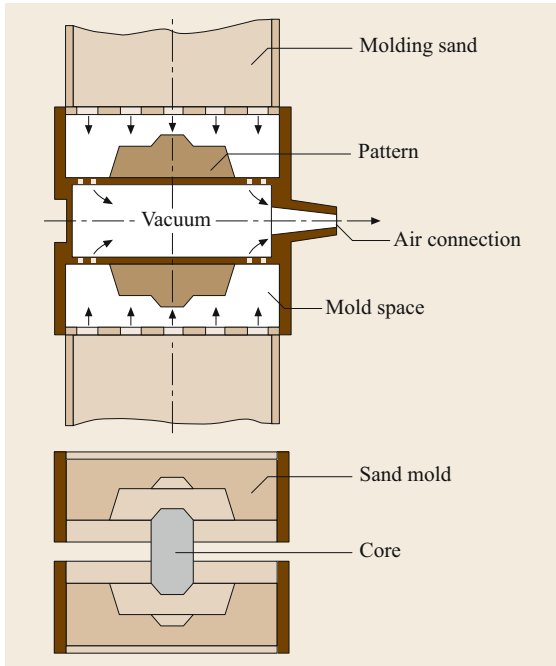 Molding sand
Pattern
Vacuum
Air connection
Mold space
Sand mold
Core